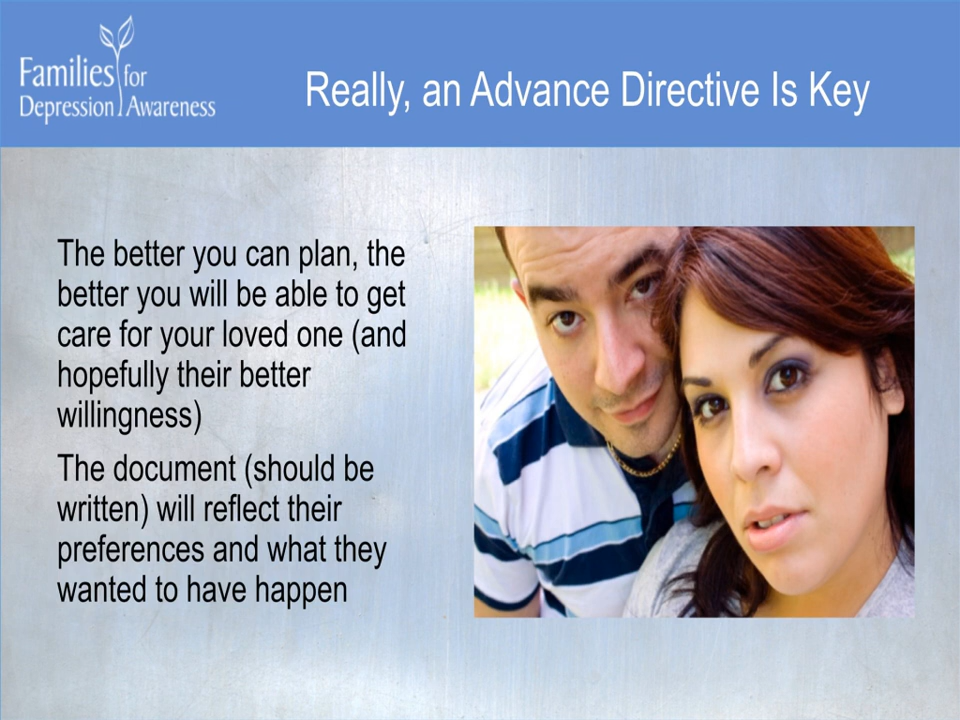 Families for
Depression Awareness
Really, an Advance Directive Is Key
The better you can plan, the
better you will be able to get
care for your loved one (and
hopefully their better
willingness)
The document (should be
written) will reflect their
preferences and what they
wanted to have happen